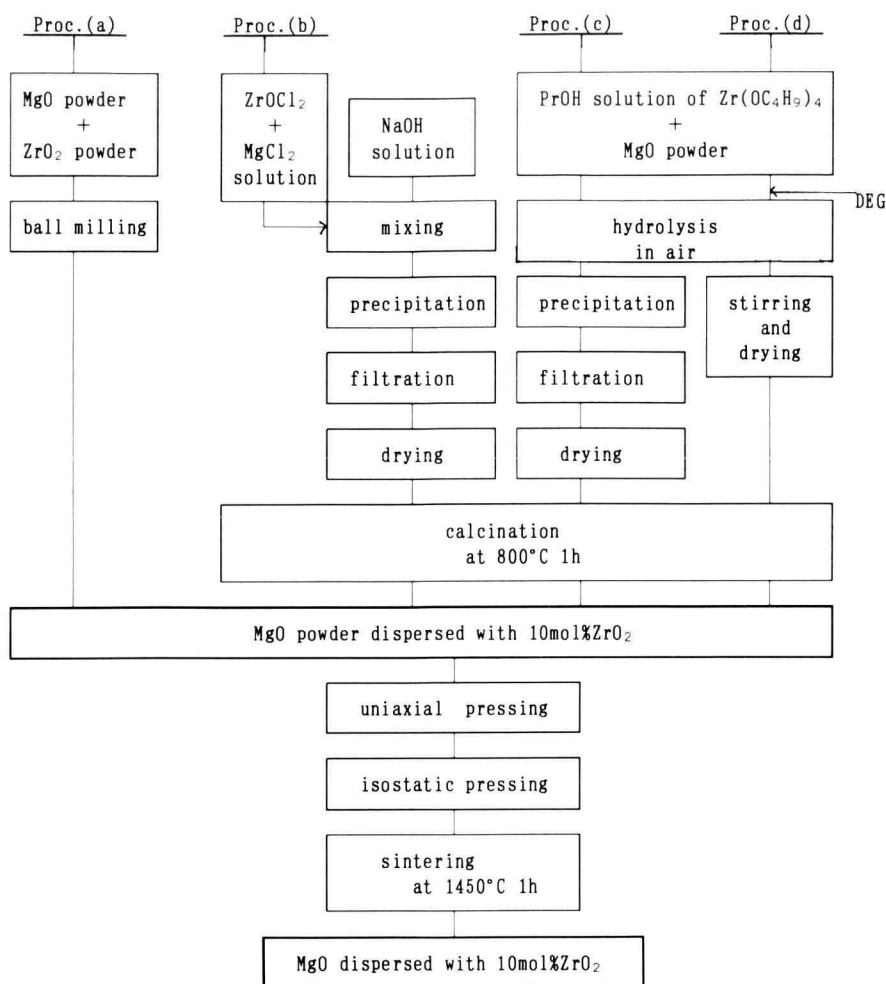 Proc.(a)
Proc.(b)
Proc.(c)
Proc.(d)
MgO powder
+
ZrO₂ powder
ZrOCl₂
+
MgCl₂
solution
NaOH
solution
PrOH solution of Zr(OC₄H₉)₄
+
MgO powder
DEG
ball milling
mixing
hydrolysis
in air
precipitation
precipitation
stirring
and
drying
filtration
filtration
drying
drying
calcination
at 800°C 1h
MgO powder dispersed with 10mol%ZrO₂
uniaxial pressing
isostatic pressing
sintering
at 1450°C 1h
MgO dispersed with 10mol%ZrO₂